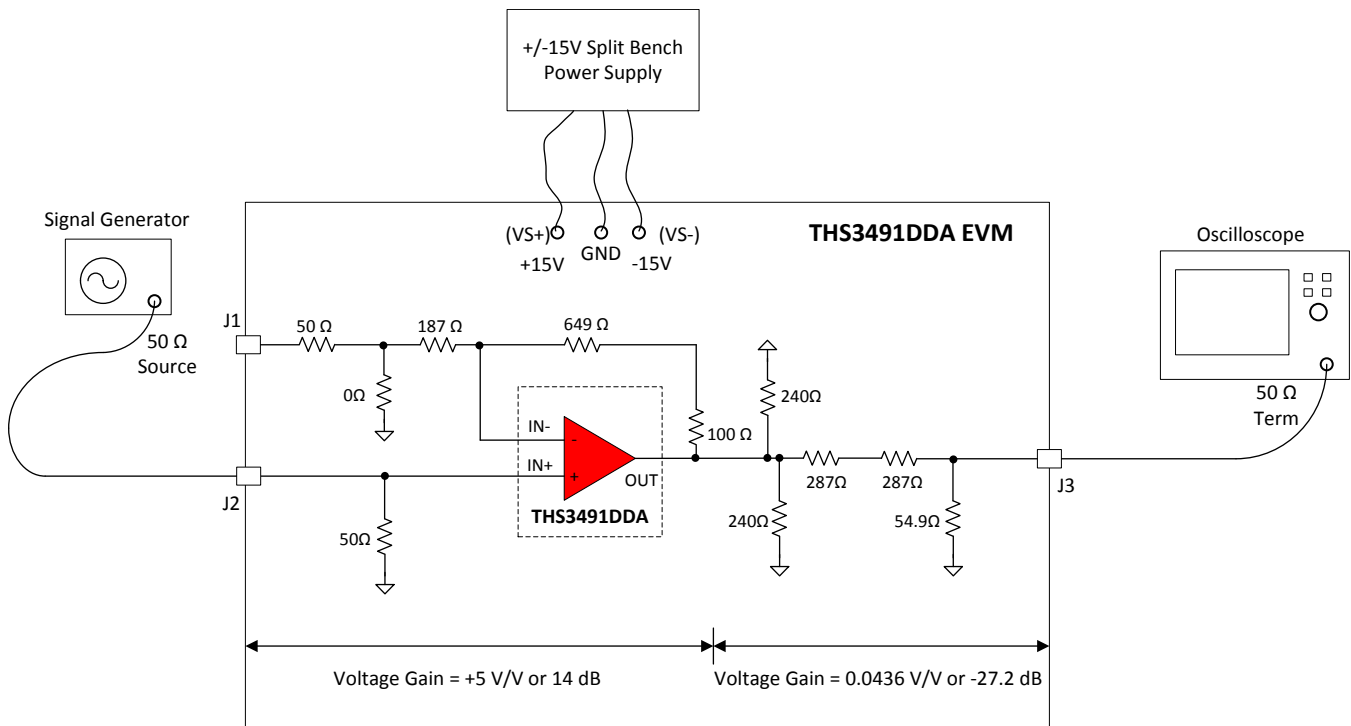 +/-15V Split Bench
Power Supply
Signal Generator
50 Ω
Source
(VS+)
+15V
GND
(VS-)
-15V
THS3491DDA EVM
Oscilloscope
50 Ω
Term
J1
50 Ω
187 Ω
649 Ω
0Ω
240Ω
100 Ω
IN-
-
IN+
+
OUT
THS3491DDA
J2
50Ω
240Ω
287Ω
287Ω
54.9Ω
J3
Voltage Gain = +5 V/V or 14 dB
Voltage Gain = 0.0436 V/V or -27.2 dB